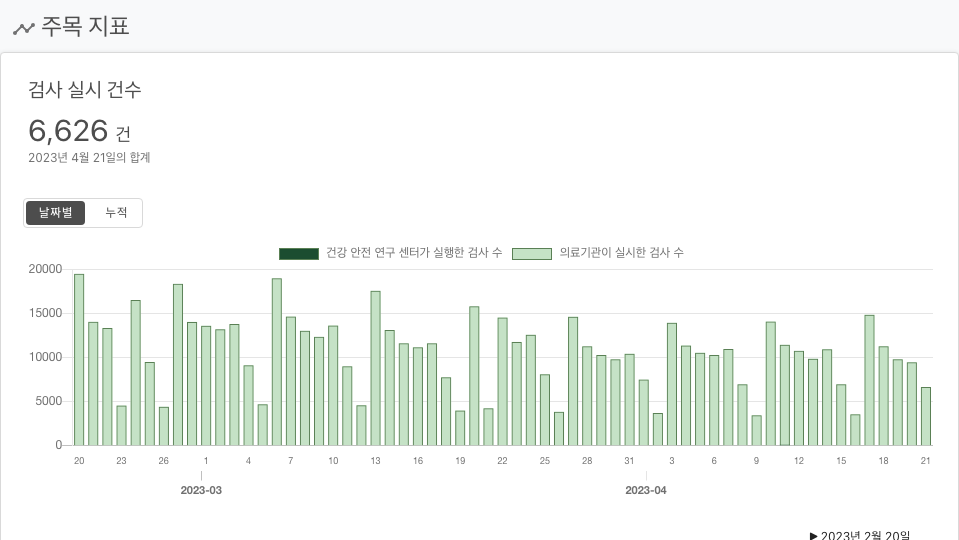 주목 지표
검사 실시 건수
6,626 건
2023년 4월 21일의 합계
날짜별 누적
건강 안전 연구 센터가 실행한 검사 수 의료기관이 실시한 검사 수
20000
15000
10000
5000
0
20 23 26 1 4 7 10 13 16 19 22 25 28 31 3 6 9 12 15 18 21
2023-03 2023-04
▶ 2023년 2월 20일